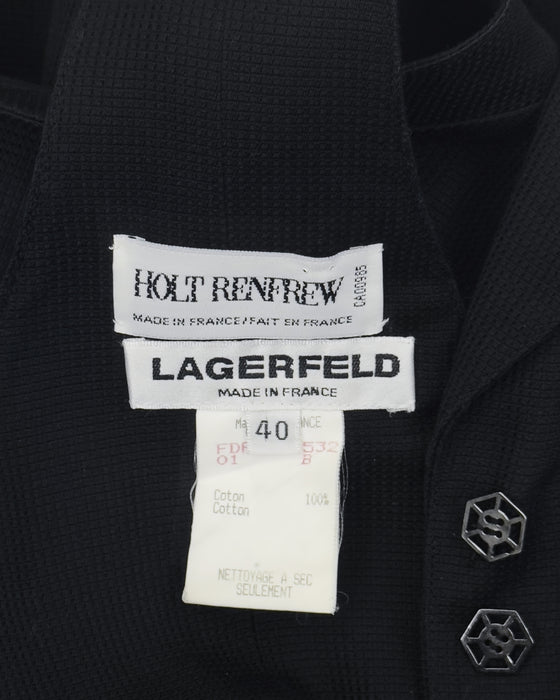 HOLT RENFREW
CA00985
MADE IN FRANCE/FAIT EN FRANCE
LAGERFELD
MADE IN FRANCE
40
01 B
Coton 100%
Cotton
NETTOYAGE A SEC
SEULEMENT